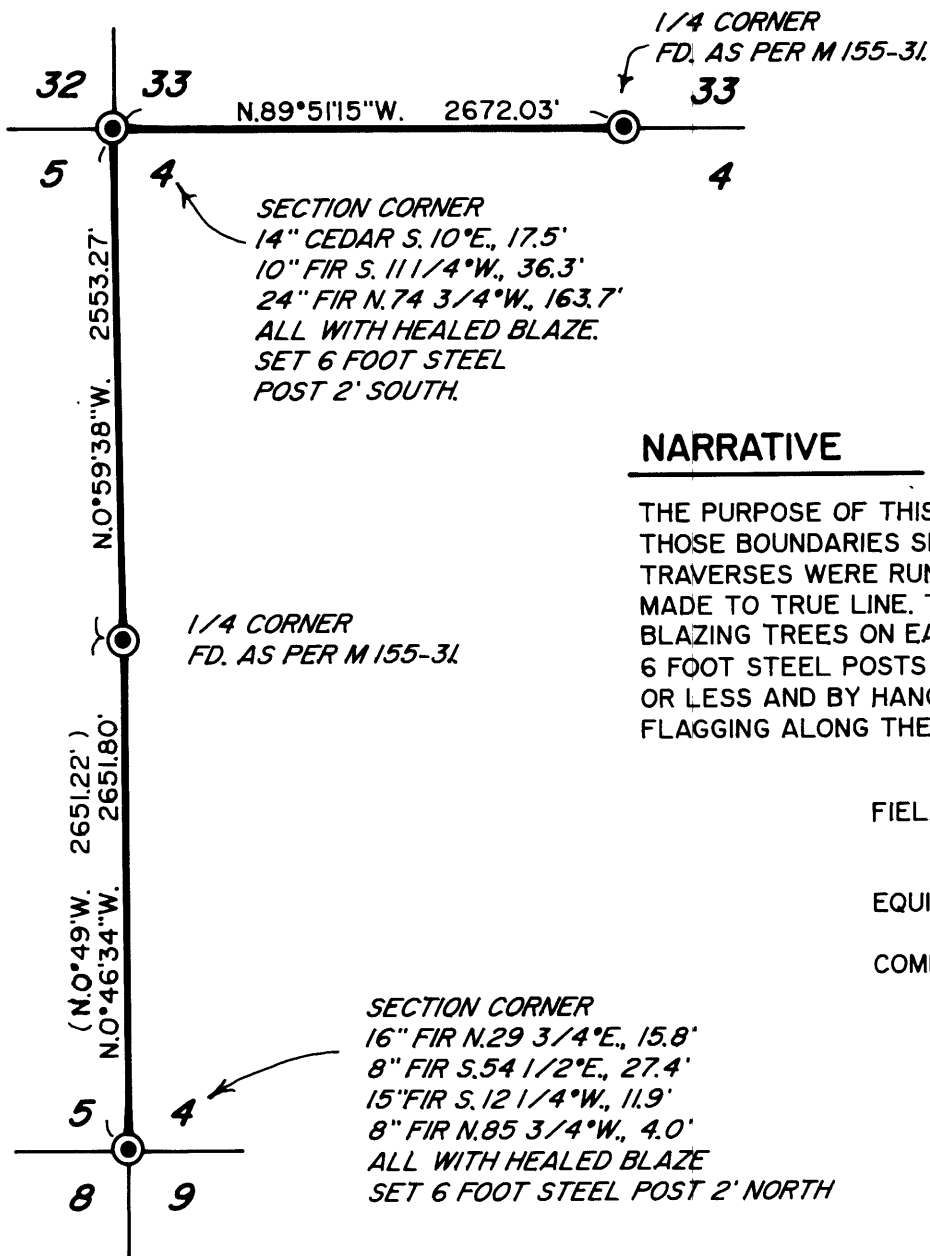 1/4 CORNER
FD. AS PER M 155-31.
32 33
33
N.89°51'15"W. 2672.03'
5 4
4
SECTION CORNER
14" CEDAR S. 10°E., 17.5'
10" FIR S. 11 1/4°W., 36.3'
24" FIR N.74 3/4°W., 163.7'
ALL WITH HEALED BLAZE.
SET 6 FOOT STEEL
POST 2' SOUTH.
N.0°59'38"W. 2553.27'
NARRATIVE
THE PURPOSE OF THIS
THOSE BOUNDARIES
TRAVERSES WERE RUN
MADE TO TRUE LINE.
BLAZING TREES ON
6 FOOT STEEL POSTS
OR LESS AND BY
FLAGGING ALONG THE
1/4 CORNER
FD. AS PER M 155-31.
(N.0°49'W. 2651.22')
N.0°46'34"W. 2651.80'
SECTION CORNER
16" FIR N.29 3/4°E., 15.8'
8" FIR S.54 1/2°E., 27.4'
15" FIR S. 12 1/4°W., 11.9'
8" FIR N.85 3/4°W., 4.0'
ALL WITH HEALED BLAZE
SET 6 FOOT STEEL POST 2' NORTH
5 4
8 9